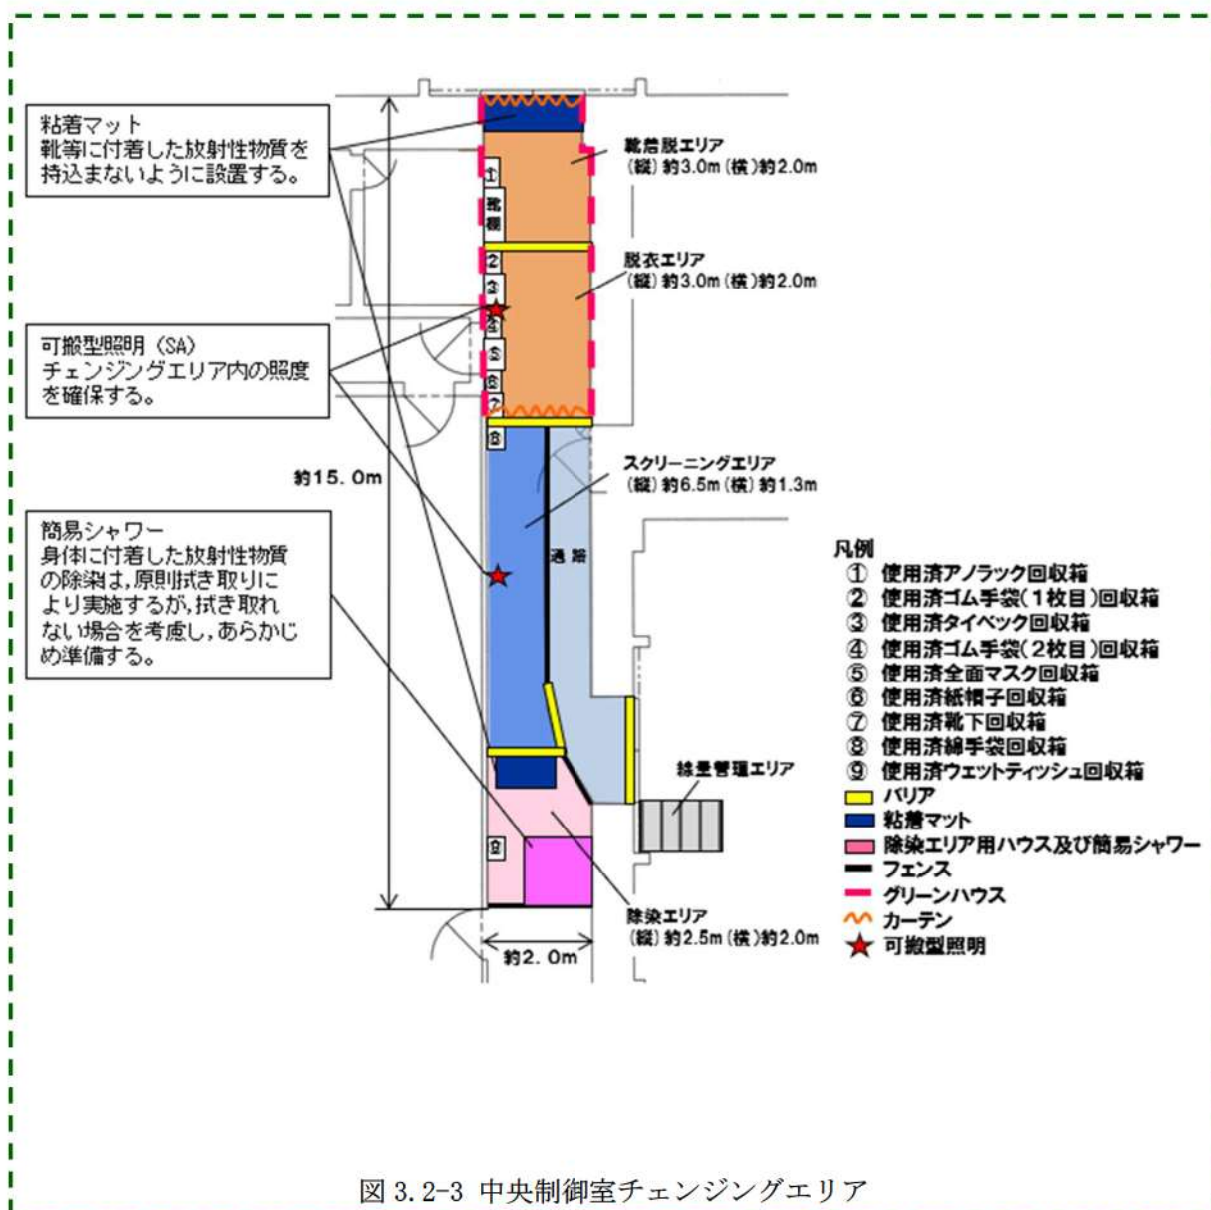 粘着マット
靴等に付着した放射性物質を
持込まないように設置する。
可搬型照明（SA）
チェンジングエリア内の照度
を確保する。
簡易シャワー
身体に付着した放射性物質
の除染は,原則拭き取りに
より実施するが,拭き取れ
ない場合を考慮し,あらかじ
め準備する。
約15.0m
①
靴
棚
②
③
④
⑤
⑥
⑦
⑧
通路
⑨
約2.0m
靴着脱エリア
(縦)約3.0m(横)約2.0m
脱衣エリア
(縦)約3.0m(横)約2.0m
スクリーニングエリア
(縦)約6.5m(横)約1.3m
線量管理エリア
除染エリア
(縦)約2.5m(横)約2.0m
凡例
① 使用済アノラック回収箱
② 使用済ゴム手袋(1枚目)回収箱
③ 使用済タイベック回収箱
④ 使用済ゴム手袋(2枚目)回収箱
⑤ 使用済全面マスク回収箱
⑥ 使用済紙帽子回収箱
⑦ 使用済靴下回収箱
⑧ 使用済綿手袋回収箱
⑨ 使用済ウェットティッシュ回収箱
バリア
粘着マット
除染エリア用ハウス及び簡易シャワー
フェンス
グリーンハウス
カーテン
可搬型照明
図 3.2-3 中央制御室チェンジングエリア